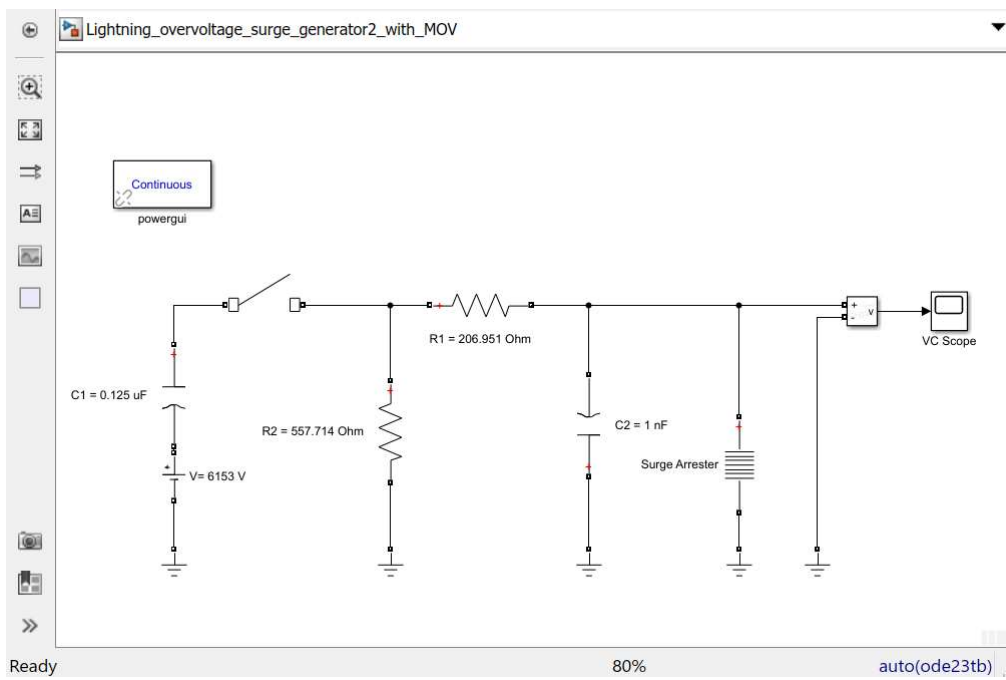 Lightning_overvoltage_surge_generator2_with_MOV
Continuous
powergui
R1 = 206.951 Ohm
VC Scope
C1 = 0.125 uF
R2 = 557.714 Ohm
C2 = 1 nF
Surge Arrester
V= 6153 V
+
-
v
Ready
80%
auto(ode23tb)